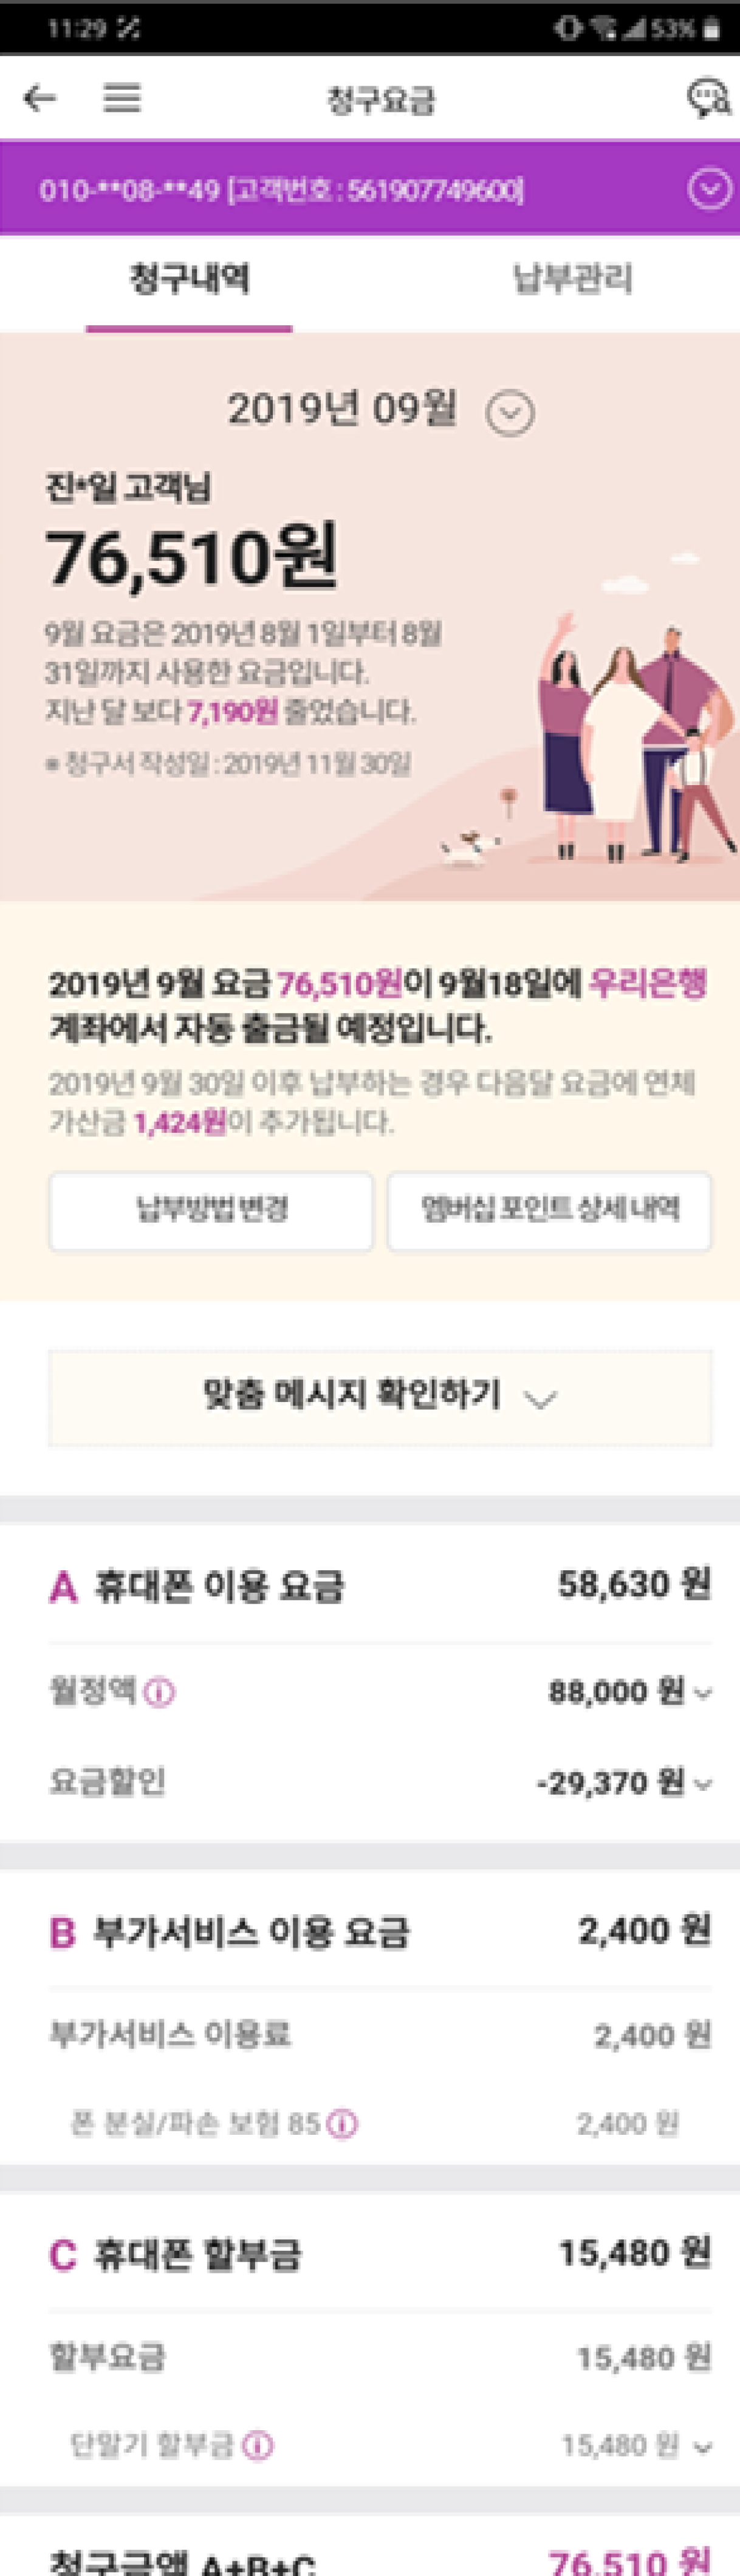 11:29
53%
청구요금
010-**08-**49 [고객번호 : 561907749600]
청구내역 납부관리
2019년 09월
진*일 고객님
76,510원
9월 요금은 2019년 8월 1일부터 8월
31일까지 사용한 요금입니다.
지난 달 보다 7,190원 줄었습니다.
※ 청구서 작성일 : 2019년 11월 30일
2019년 9월 요금 76,510원이 9월18일에 우리은행
계좌에서 자동 출금될 예정입니다.
2019년 9월 30일 이후 납부하는 경우 다음달 요금에 연체
가산금 1,424원이 추가됩니다.
납부방법 변경 멤버십 포인트 상세 내역
맞춤 메시지 확인하기
A 휴대폰 이용 요금 58,630 원
월정액 88,000 원
요금할인 -29,370 원
B 부가서비스 이용 요금 2,400 원
부가서비스 이용료 2,400 원
폰 분실/파손 보험 85 2,400 원
C 휴대폰 할부금 15,480 원
할부요금 15,480 원
단말기 할부금 15,480 원
청구금액 A+B+C 76,510 원